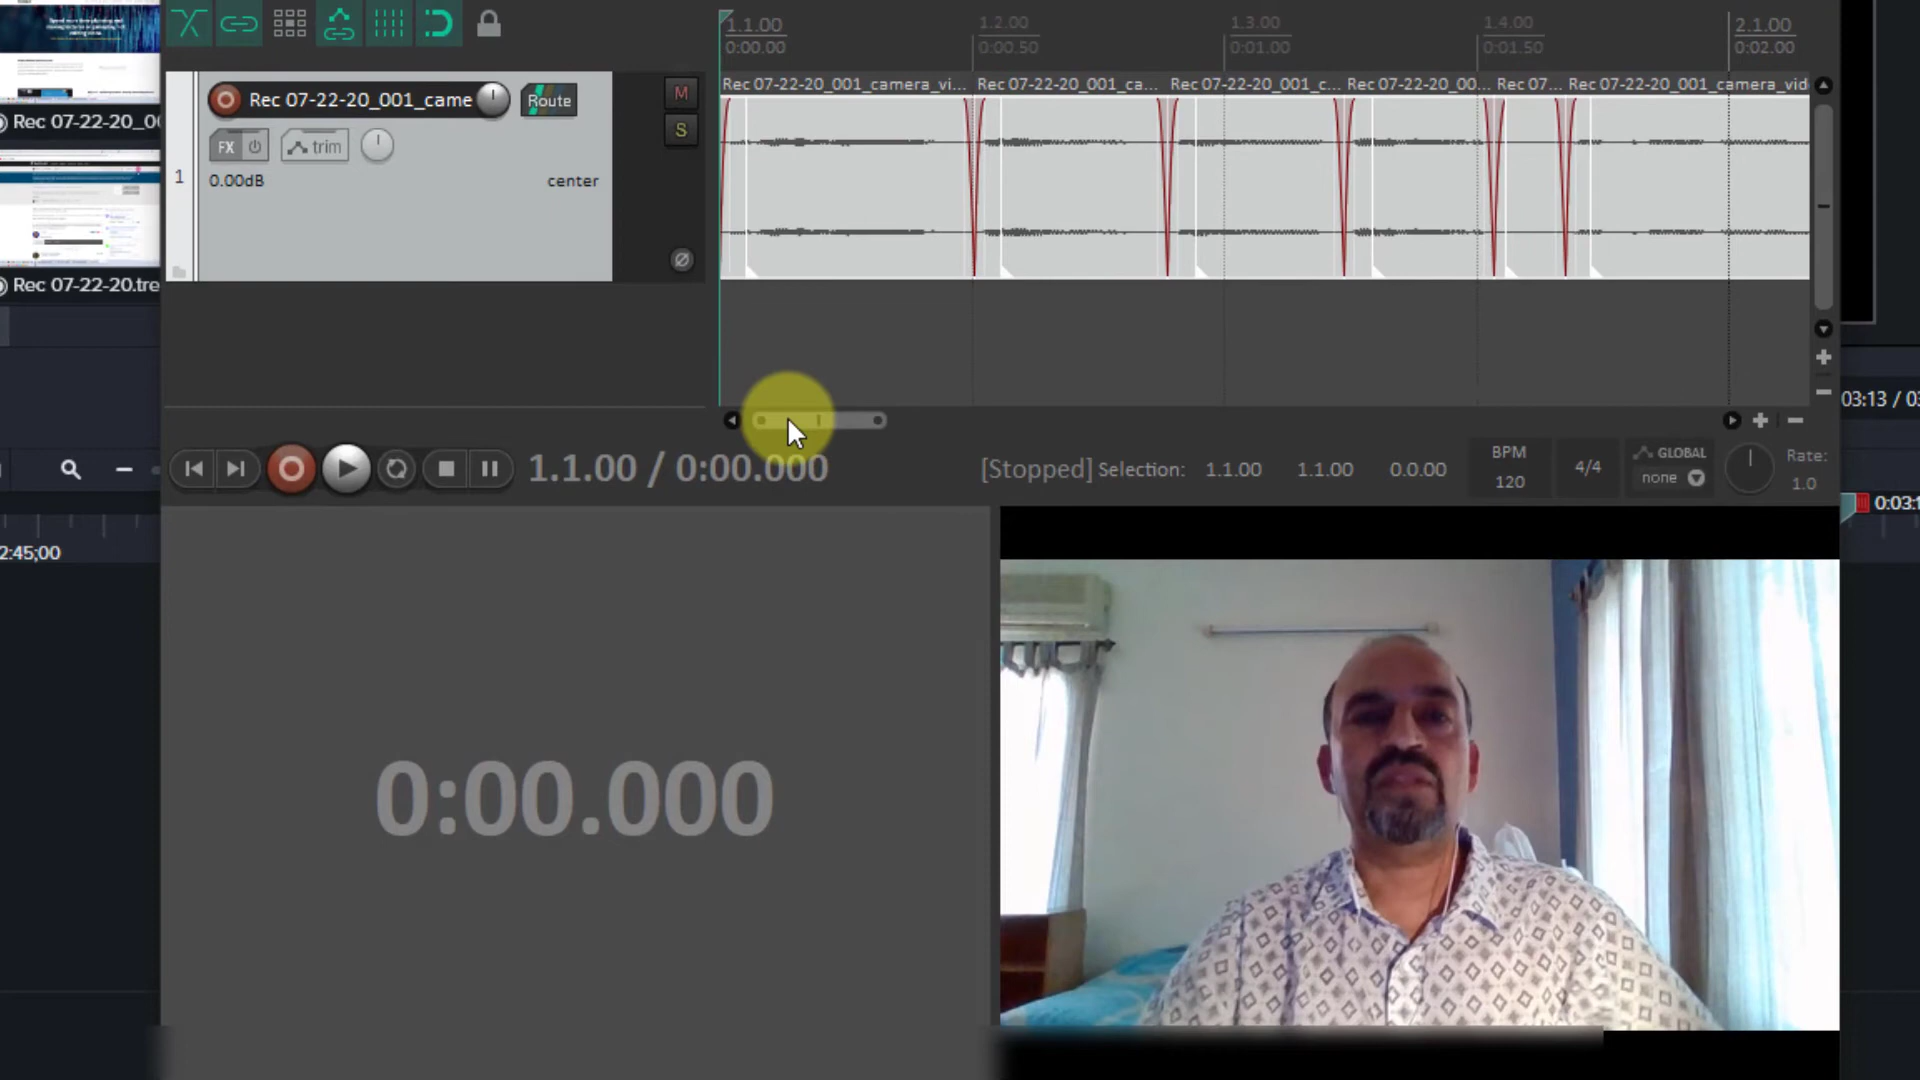 1.1.00
1.2.00
1.3.00
1.4.00
2.1.00
0:00.00
0:00.50
0:01.00
0:01.50
0:02.00
Rec 07-22-20_001_camera_vi...
Rec 07-22-20_001_ca...
Rec 07-22-20_001_c...
Rec 07-22-20_00...
Rec 07...
Rec 07-22-20_001_camera_vid
Rec 07-22-20_001_came
Route
M
S
Rec 07-22-20_0
FX
trim
1
0.00dB
center
Rec 07-22-20.tre
03:13 / 03
1.1.00 / 0:00.000
[Stopped] Selection:
1.1.00
1.1.00
0.0.00
BPM
120
4/4
GLOBAL
none
Rate:
1.0
0:03:1
2:45;00
0:00.000